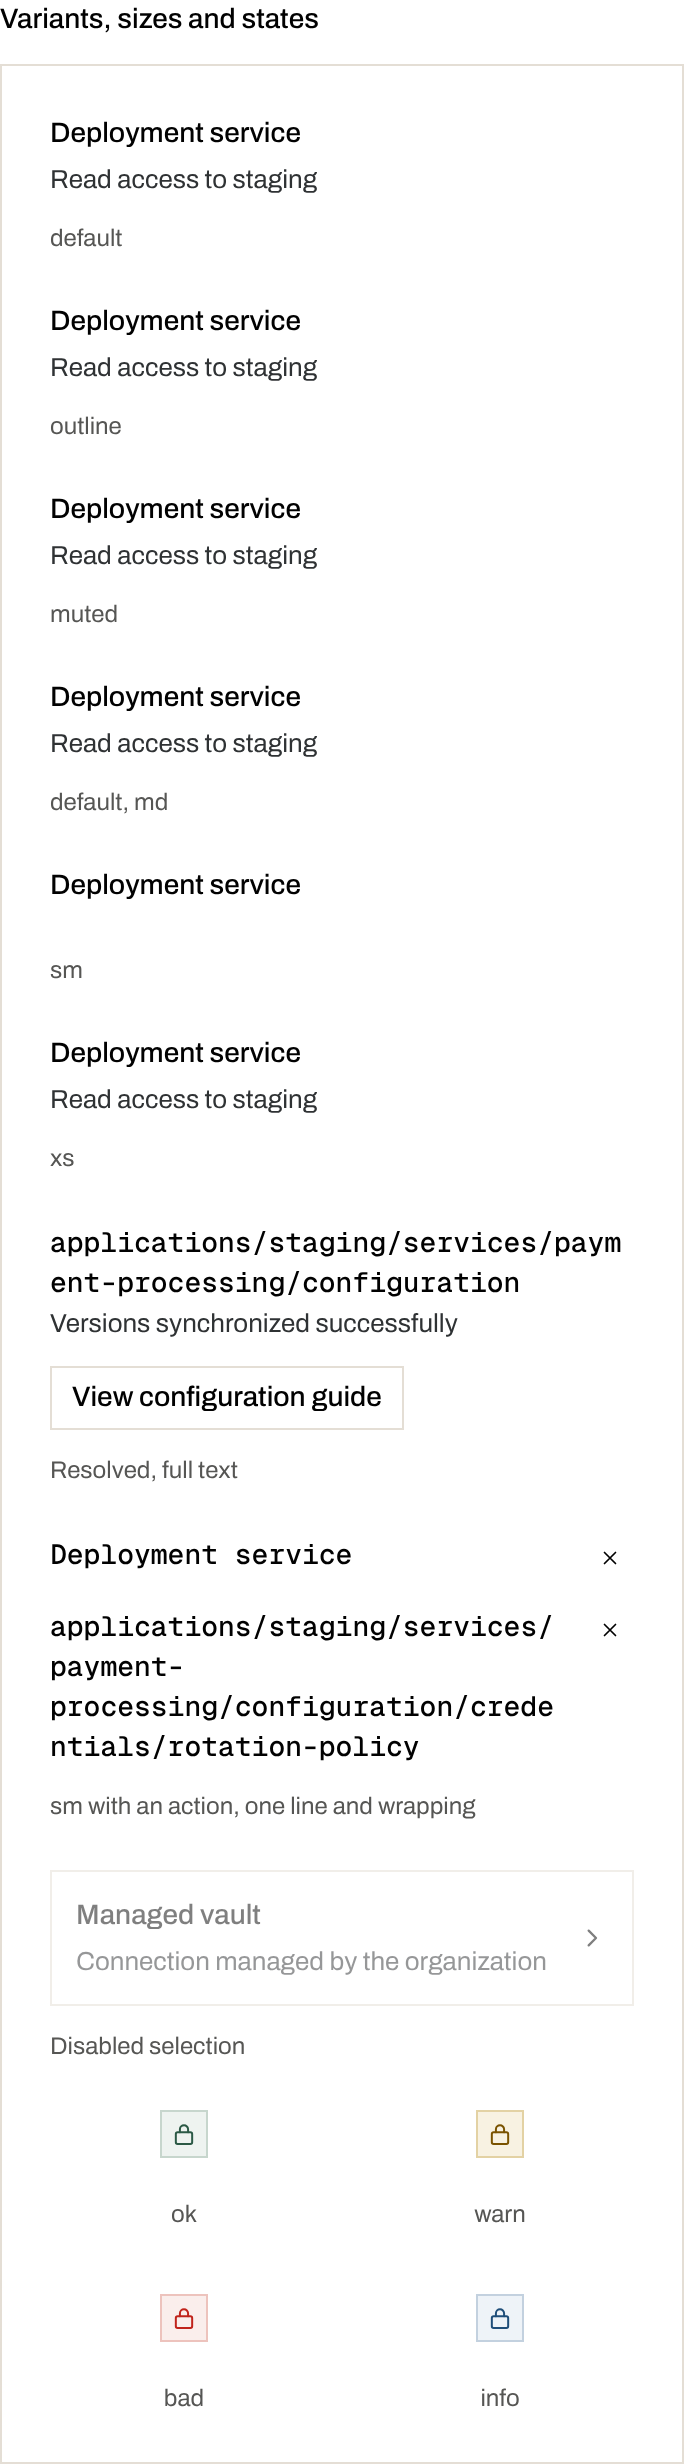 Variants, sizes and states
Deployment service
Read access to staging
default
Deployment service
Read access to staging
outline
Deployment service
Read access to staging
muted
Deployment service
Read access to staging
default, md
Deployment service
sm
Deployment service
Read access to staging
xs
applications/staging/services/paym
ent-processing/configuration
Versions synchronized successfully
View configuration guide
Resolved, full text
Deployment service
applications/staging/services/
payment-
processing/configuration/crede
ntials/rotation-policy
sm with an action, one line and wrapping
Managed vault
Connection managed by the organization
Disabled selection
ok
warn
bad
info